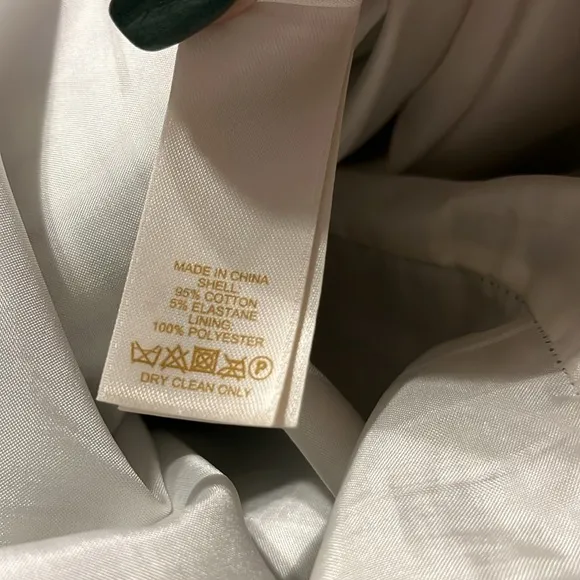 MADE IN CHINA
SHELL:
95% COTTON
5% ELASTANE
LINING:
100% POLYESTER
P
DRY CLEAN ONLY